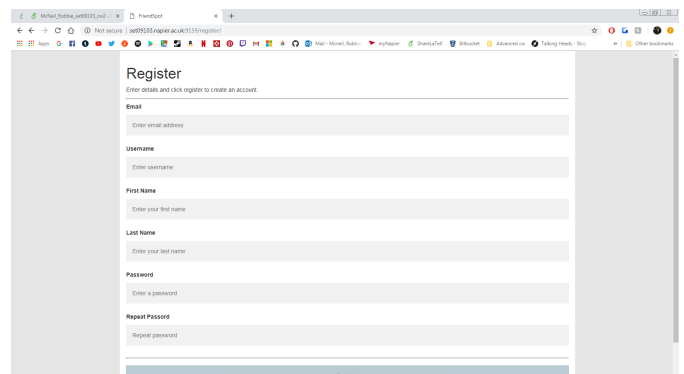 McNeil_Robbie_set09103_cw2 -
FriendSpot
Not secure | set09103.napier.ac.uk:9159/register/
Apps
Mail - Mcneil, Robbie
myNapier
ShareLaTeX
Bitbucket
Advanced cw
Talking Heads - Stop
Other bookmarks
Register
Enter details and click register to create an account
Email
Enter email address
Username
Enter username
First Name
Enter your first name
Last Name
Enter your last name
Password
Enter a password
Repeat Passord
Repeat password